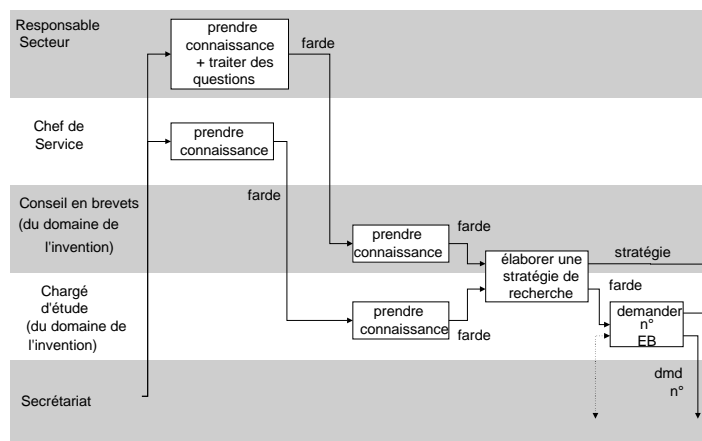 Responsable
Secteur
prendre
connaissance
+ traiter des
questions
farde
Chef de
Service
prendre
connaissance
farde
Conseil en brevets
(du domaine de
l'invention)
prendre
connaissance
farde
élaborer une
stratégie de
recherche
stratégie
farde
Chargé
d'étude
(du domaine de
l'invention)
prendre
connaissance
farde
demander
n°
EB
dmd
n°
Secrétariat